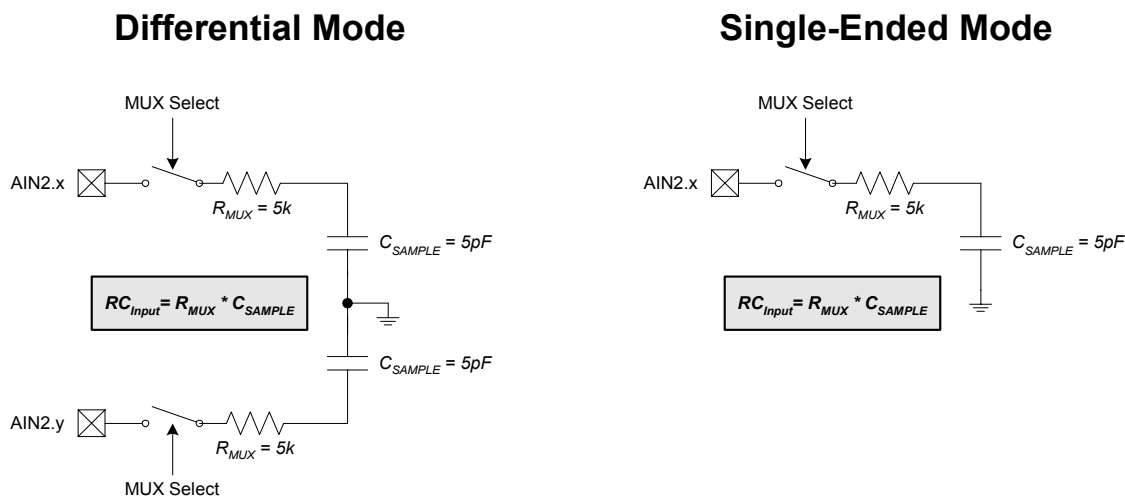 Differential Mode
MUX Select
AIN2.x
R_MUX = 5k
C_SAMPLE = 5pF
RC_Input= R_MUX * C_SAMPLE
C_SAMPLE = 5pF
AIN2.y
R_MUX = 5k
MUX Select
Single-Ended Mode
MUX Select
AIN2.x
R_MUX = 5k
C_SAMPLE = 5pF
RC_Input= R_MUX * C_SAMPLE